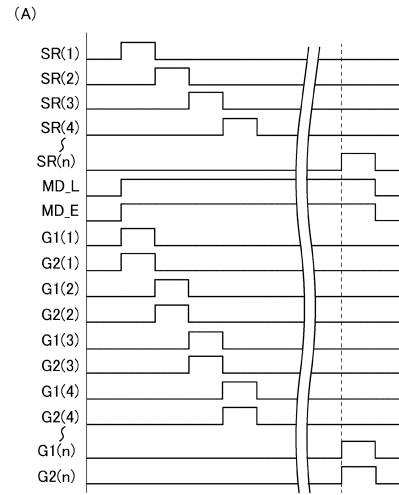 (A)
SR(1)
SR(2)
SR(3)
SR(4)
SR(n)
MD_L
MD_E
G1(1)
G2(1)
G1(2)
G2(2)
G1(3)
G2(3)
G1(4)
G2(4)
G1(n)
G2(n)